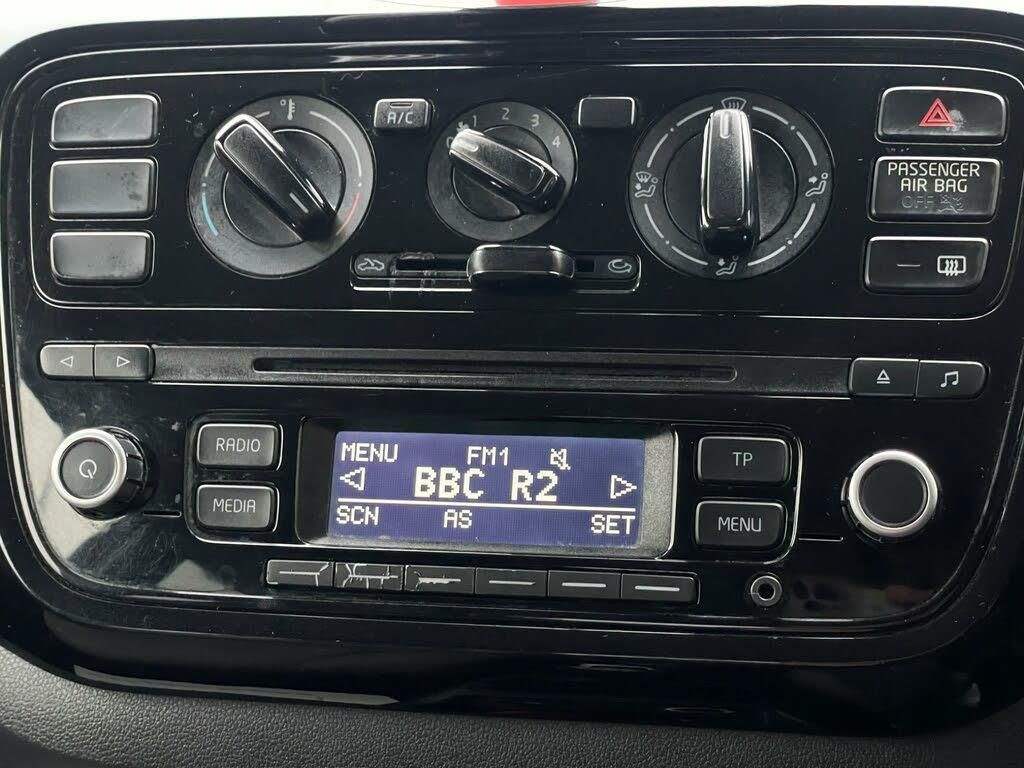 1 2 3 4
A/C
PASSENGER
AIR BAG
OFF
RADIO
MEDIA
MENU FM1
BBC R2
SCN AS SET
TP
MENU